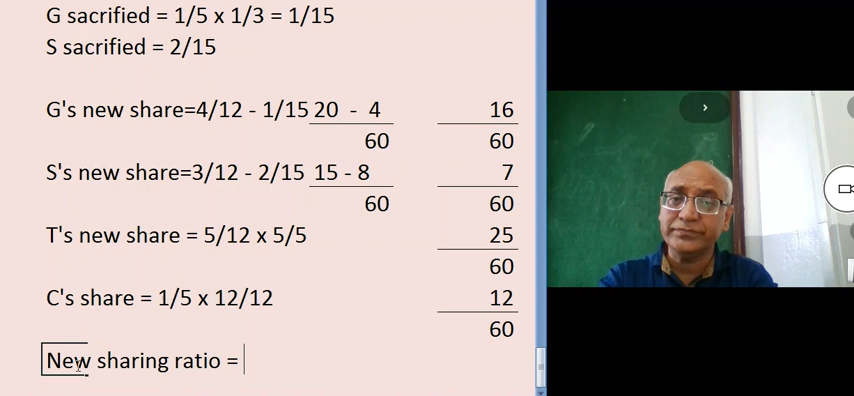 G sacrified = 1/5 x 1/3 = 1/15
S sacrified = 2/15
G's new share=4/12 - 1/15 20 - 4 16
60 60
S's new share=3/12 - 2/15 15 - 8 7
60 60
T's new share = 5/12 x 5/5 25
60
C's share = 1/5 x 12/12 12
60
New sharing ratio =